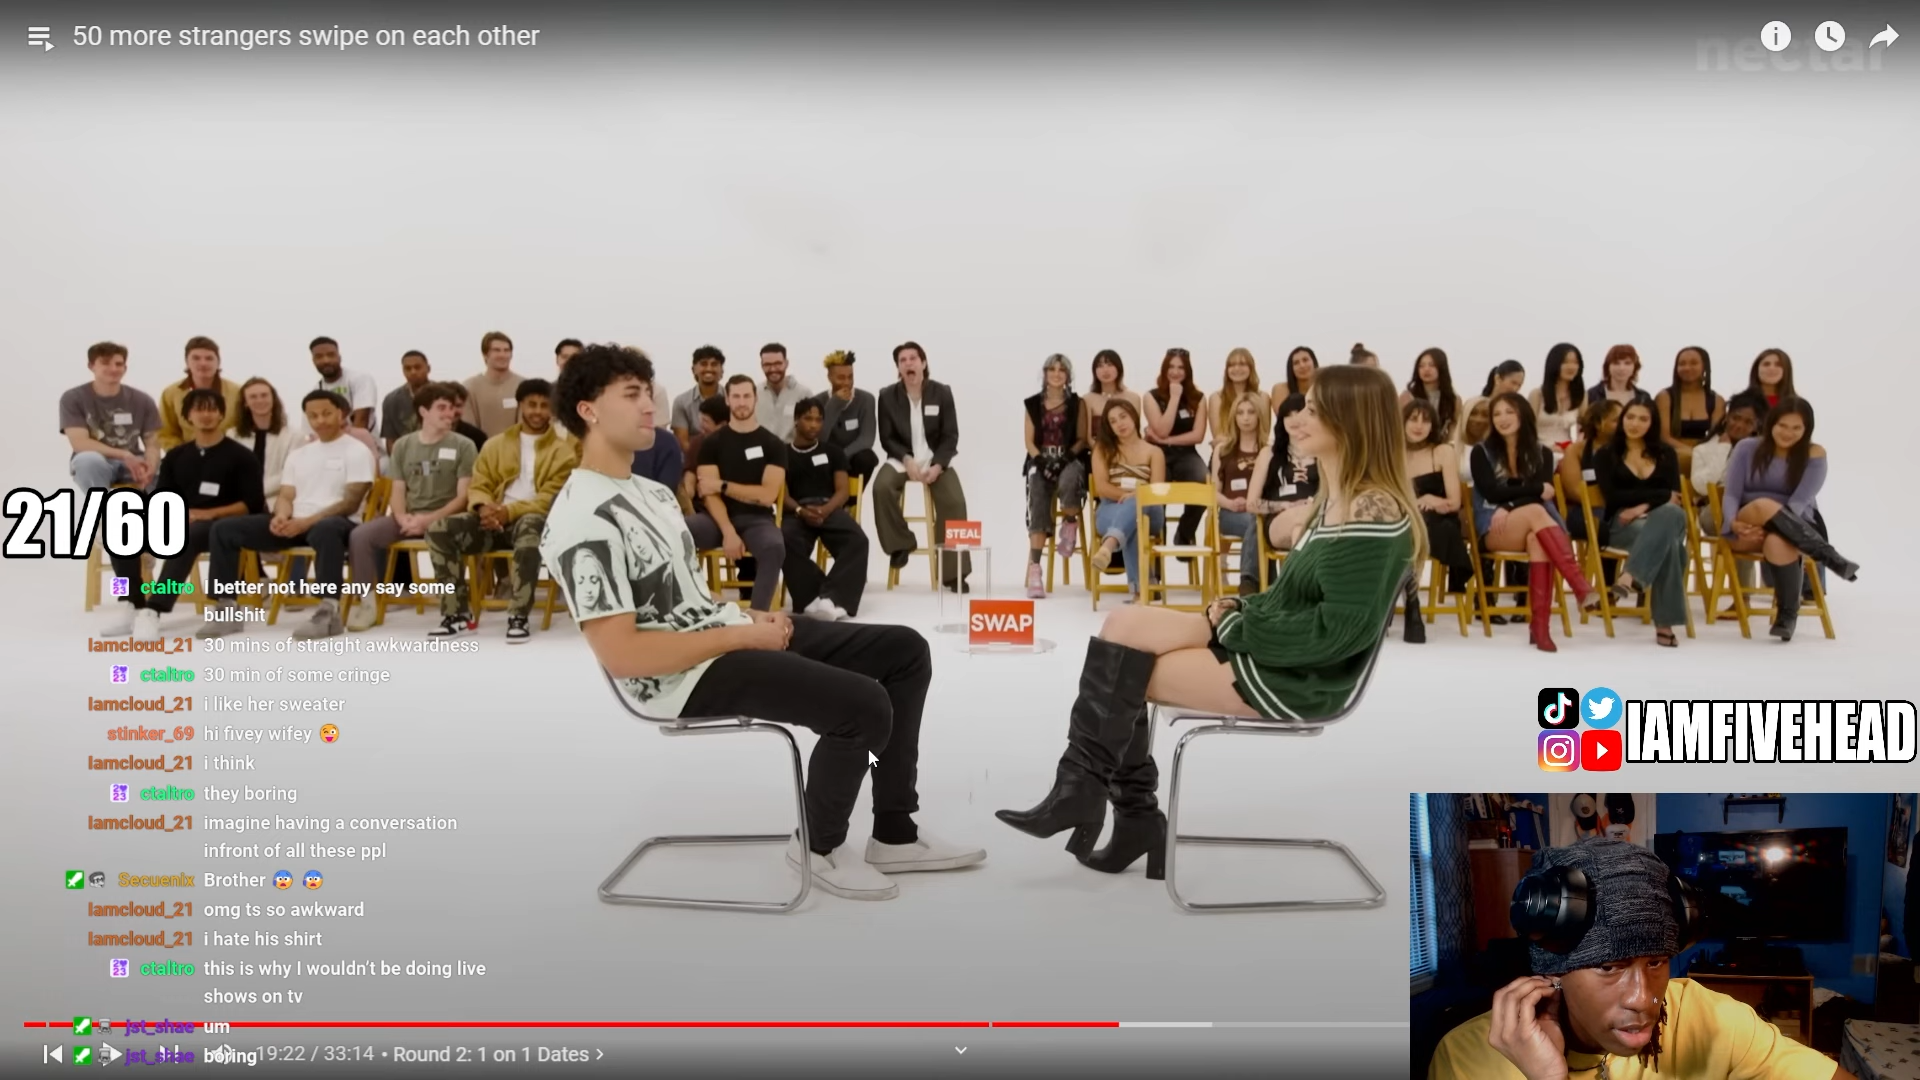 50 more strangers swipe on each other
nectar
STEAL
SWAP
21/60
ctaltro I better not here any say some
bullshit
Iamcloud_21 30 mins of straight awkwardness
ctaltro 30 min of some cringe
Iamcloud_21 i like her sweater
stinker_69 hi fivey wifey 😜
Iamcloud_21 i think
ctaltro they boring
Iamcloud_21 imagine having a conversation
infront of all these ppl
Secuenix Brother 😨 😨
Iamcloud_21 omg ts so awkward
Iamcloud_21 i hate his shirt
ctaltro this is why I wouldn't be doing live
shows on tv
jst_shae um
jst_shae boring
19:22 / 33:14 • Round 2: 1 on 1 Dates >
IAMFIVEHEAD